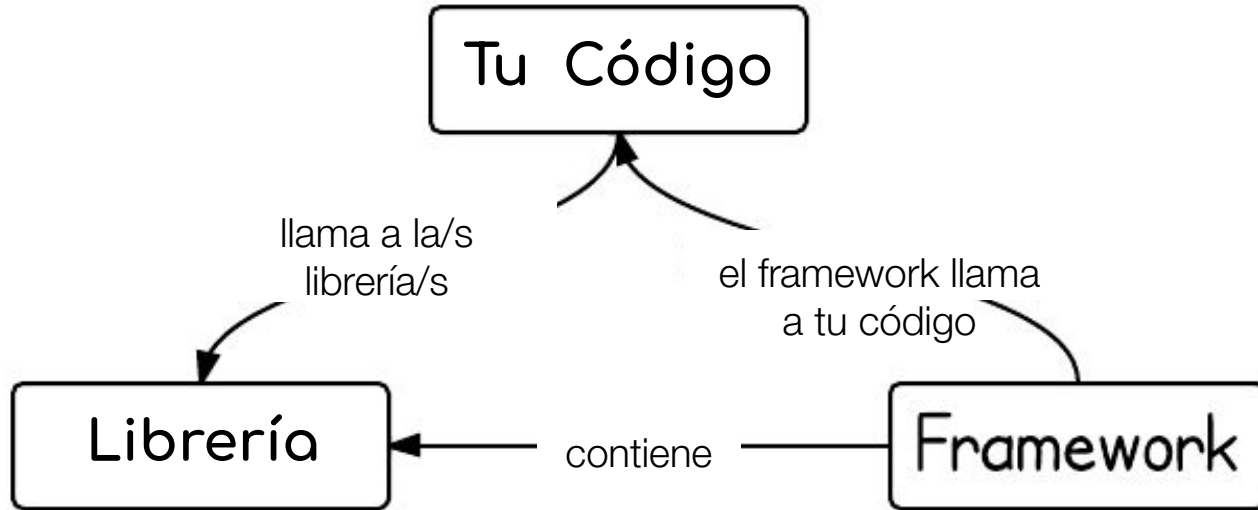 Tu Código
llama a la/s
librería/s
el framework llama
a tu código
Librería
contiene
Framework